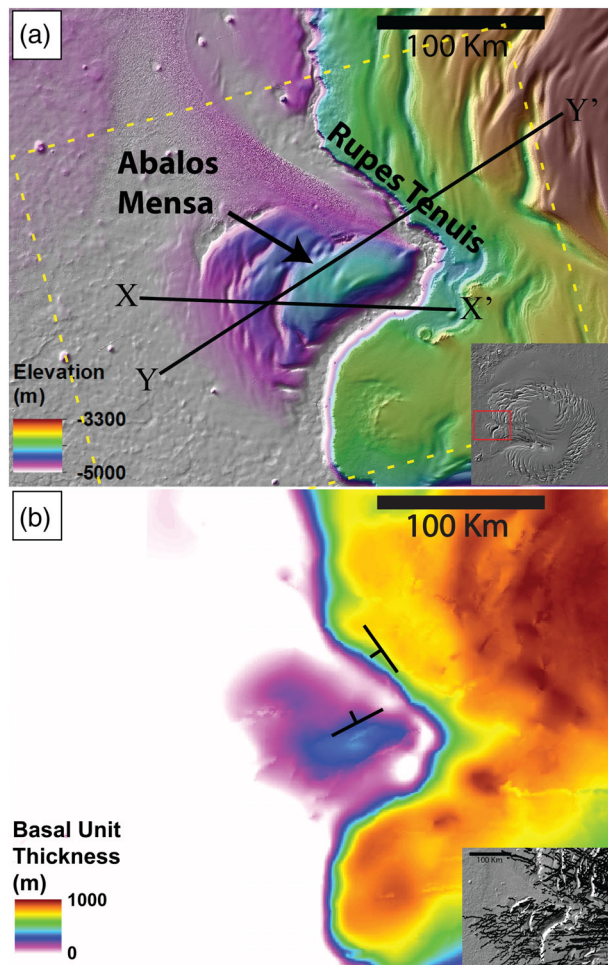 (a)
100 Km
Y'
Rupes Tenuis
Abalos
Mensa
X
X'
Y
Elevation
(m)
-3300
-5000
(b)
100 Km
Basal Unit
Thickness
(m)
1000
0
100 Km